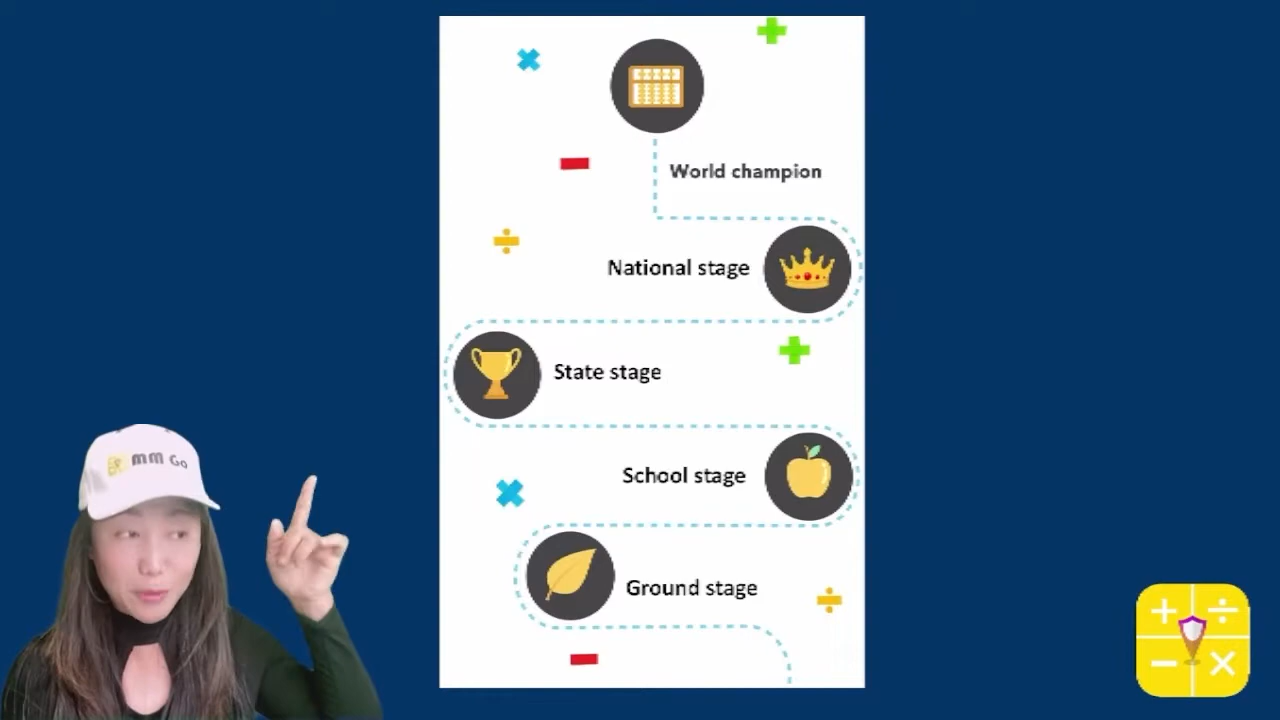 World champion
National stage
State stage
School stage
Ground stage
mm Go